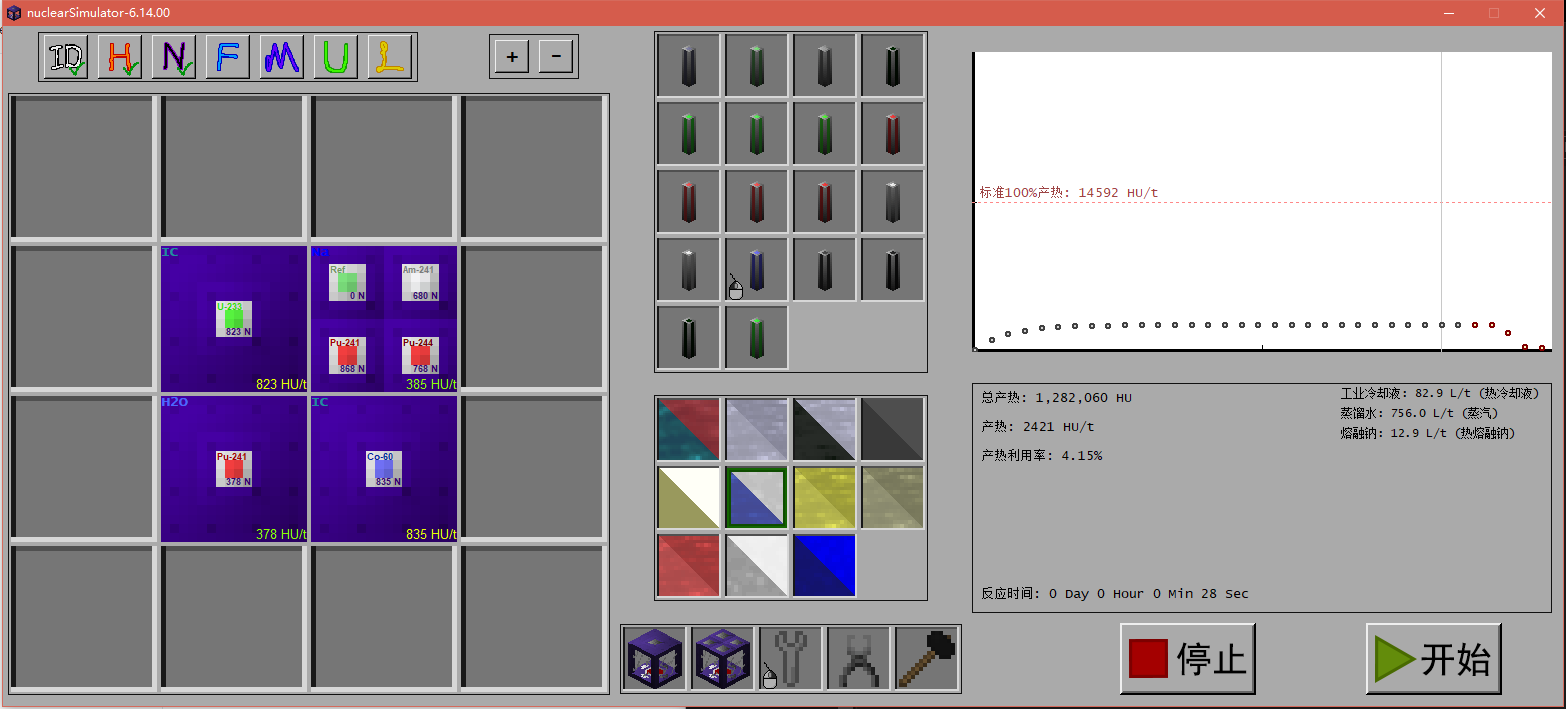 nuclearSimulator-6.14.00
ID H N F M U L
+ -
标准100%产热: 14592 HU/t
IC
U-233
823 N
823 HU/t
Ref
0 N
Am-241
680 N
Pu-241
868 N
Pu-244
768 N
385 HU/t
H2O
Pu-241
378 N
378 HU/t
IC
Co-60
835 N
835 HU/t
总产热: 1,282,060 HU
产热: 2421 HU/t
产热利用率: 4.15%
工业冷却液: 82.9 L/t (热冷却液)
蒸馏水: 756.0 L/t (蒸汽)
熔融钠: 12.9 L/t (热熔融钠)
反应时间: 0 Day 0 Hour 0 Min 28 Sec
停止
开始